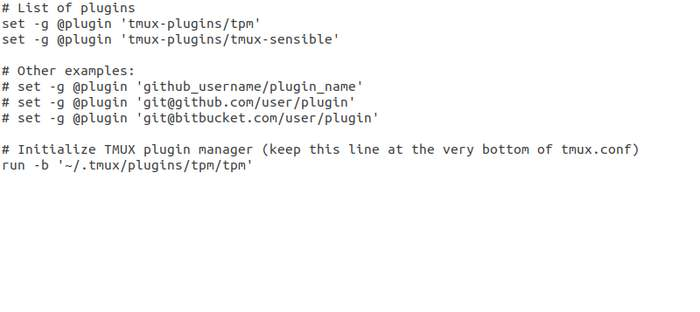 # List of plugins
set -g @plugin 'tmux-plugins/tpm'
set -g @plugin 'tmux-plugins/tmux-sensible'
# Other examples:
# set -g @plugin 'github_username/plugin_name'
# set -g @plugin 'git@github.com/user/plugin'
# set -g @plugin 'git@bitbucket.com/user/plugin'
# Initialize TMUX plugin manager (keep this line at the very bottom of tmux.conf)
run -b '~/.tmux/plugins/tpm/tpm'